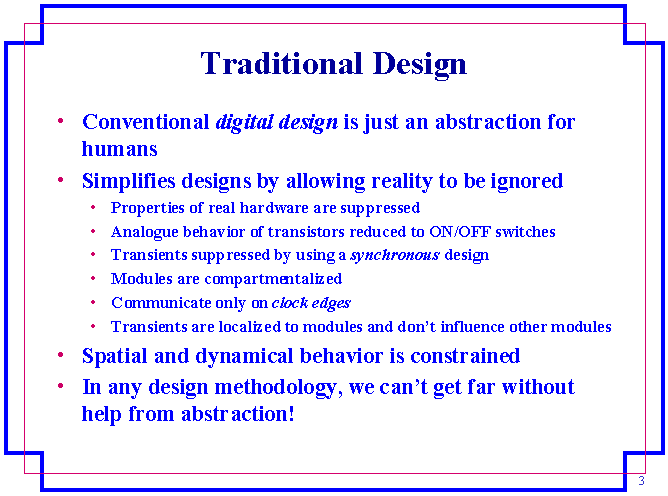 Traditional Design
• Conventional digital design is just an abstraction for
humans
• Simplifies designs by allowing reality to be ignored
• Properties of real hardware are suppressed
• Analogue behavior of transistors reduced to ON/OFF switches
• Transients suppressed by using a synchronous design
• Modules are compartmentalized
• Communicate only on clock edges
• Transients are localized to modules and don’t influence other modules
• Spatial and dynamical behavior is constrained
• In any design methodology, we can’t get far without
help from abstraction!
3